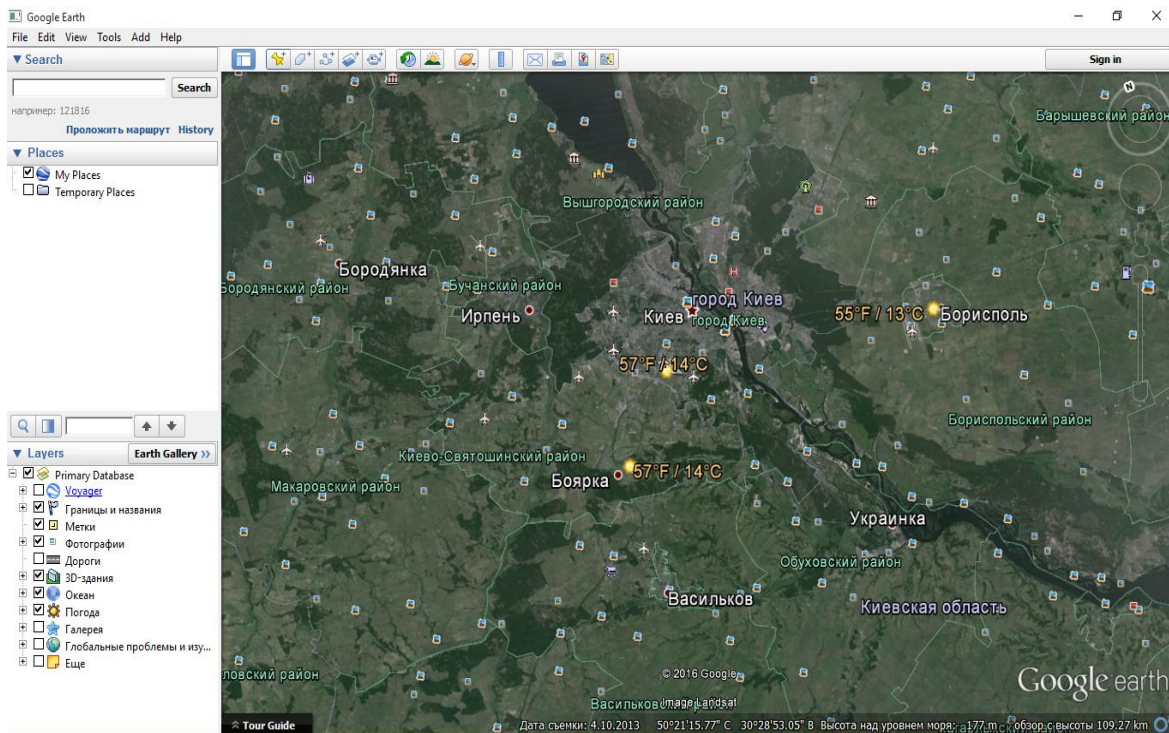 Google Earth
File Edit View Tools Add Help
Search
Sign in
Search
например: 121816
Проложить маршрут History
Places
My Places
Temporary Places
Layers
Earth Gallery »
Primary Database
Voyager
Границы и названия
Метки
Фотографии
Дороги
3D-здания
Океан
Погода
Галерея
Глобальные проблемы и изу...
Еще
N
Барышевский район
Вышгородский район
Бородянка
Бородянский район
Бучанский район
город Киев
Ирпень
Киев
город Киев
55°F / 13°C
Борисполь
57°F / 14°C
Бориспольский район
Киево-Святошинский район
Макаровский район
Боярка
57°F / 14°C
Украинка
Обуховский район
Васильков
Киевская область
ловский район
© 2016 Google
Google earth
Image Landsat
Tour Guide
Дата съемки: 4.10.2013 50°21'15.77" С 30°28'53.05" В Высота над уровнем моря: 177 m обзор с высоты 109.27 km